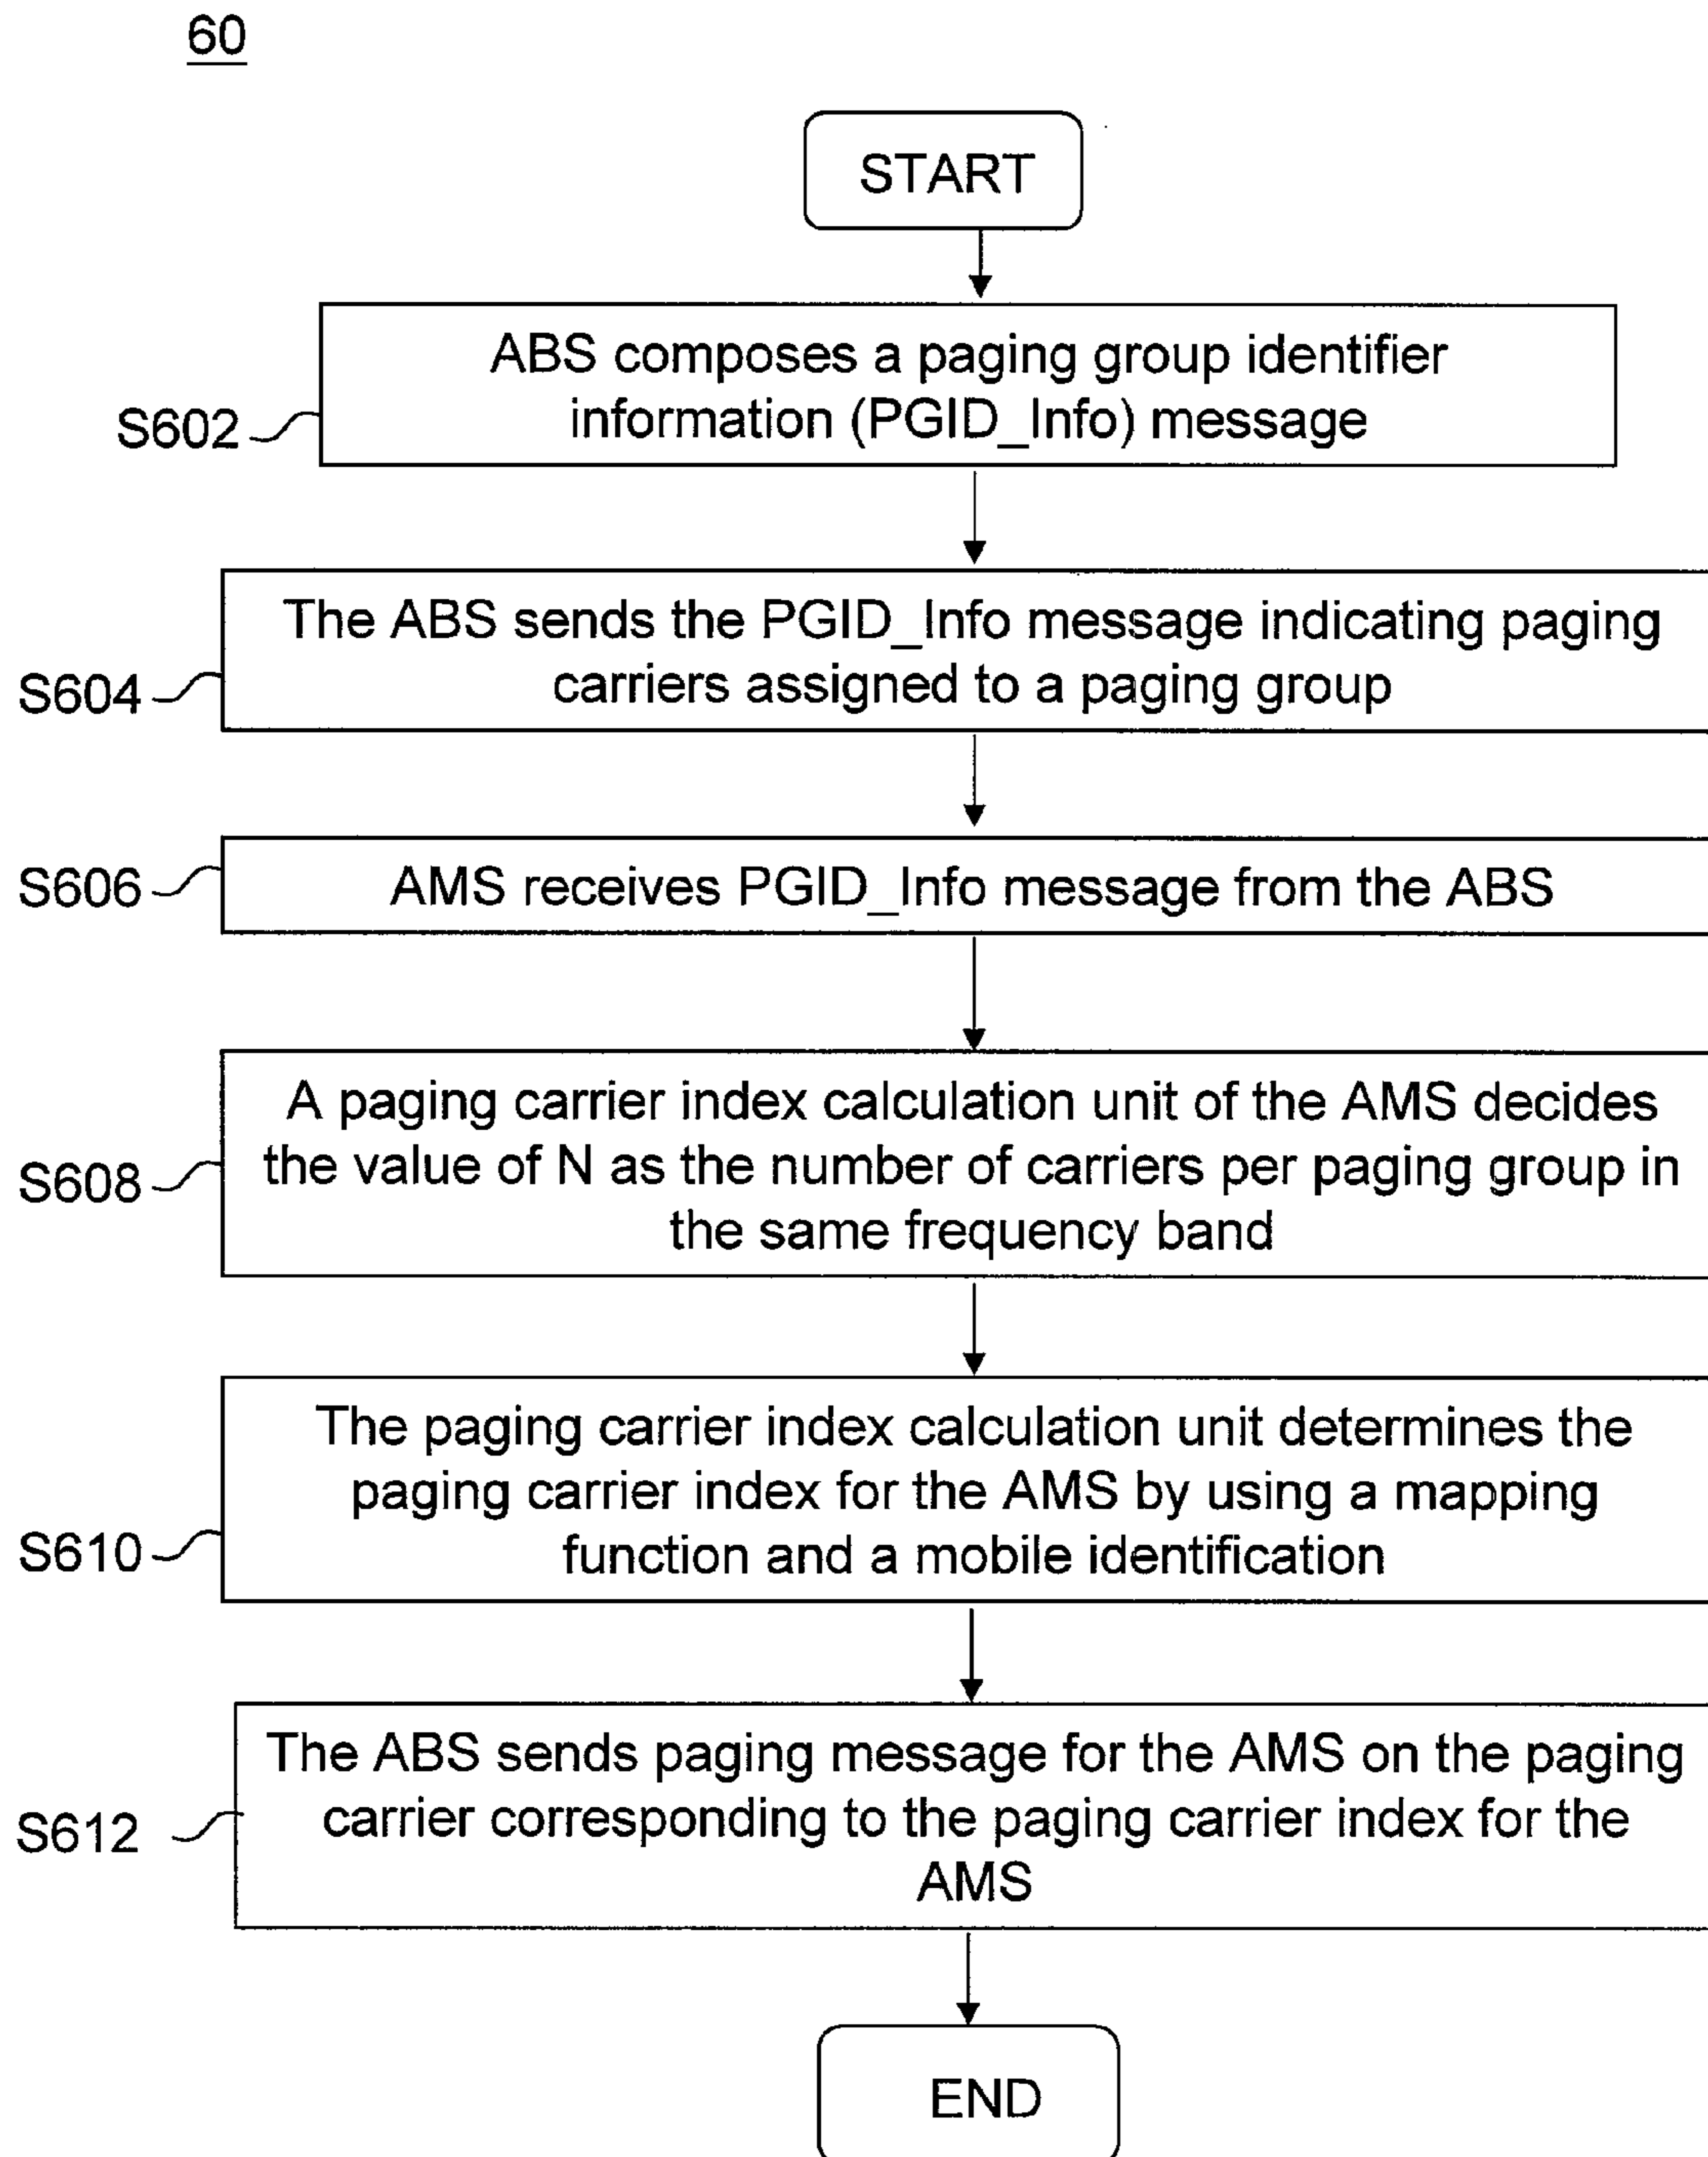 60
START
ABS composes a paging group identifier
information (PGID_Info) message
S602
The ABS sends the PGID_Info message indicating paging
carriers assigned to a paging group
S604
AMS receives PGID_Info message from the ABS
S606
A paging carrier index calculation unit of the AMS decides
the value of N as the number of carriers per paging group in
the same frequency band
S608
The paging carrier index calculation unit determines the
paging carrier index for the AMS by using a mapping
function and a mobile identification
S610
The ABS sends paging message for the AMS on the paging
carrier corresponding to the paging carrier index for the
AMS
S612
END